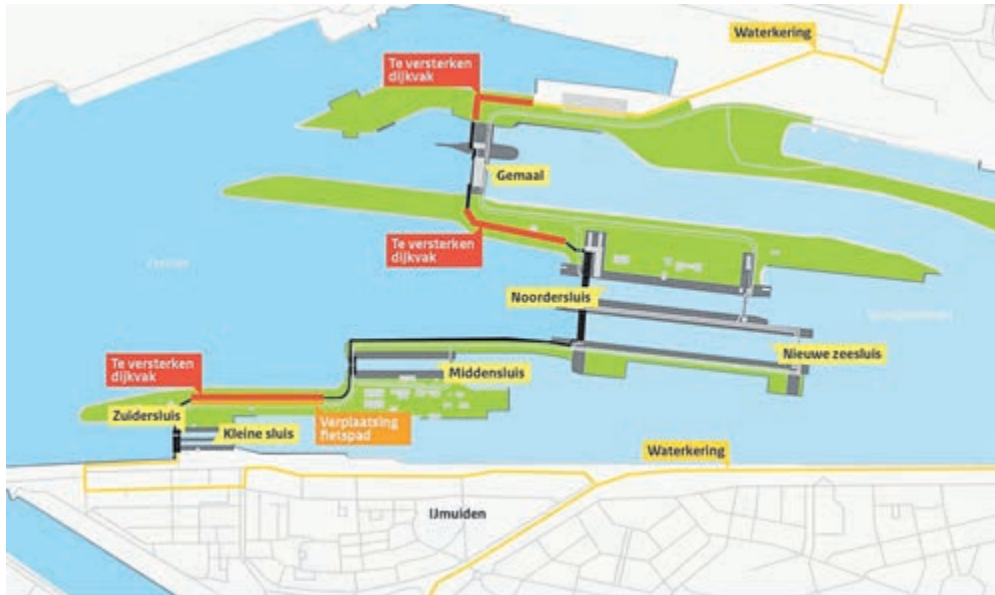 Waterkering
Te versterken
dijkvak
Gemaal
Te versterken
dijkvak
Noordersluis
Nieuwe zeesluis
Te versterken
dijkvak
Middensluis
Zuidersluis
Kleine sluis
Verplaatsing
fietspad
Waterkering
IJmuiden